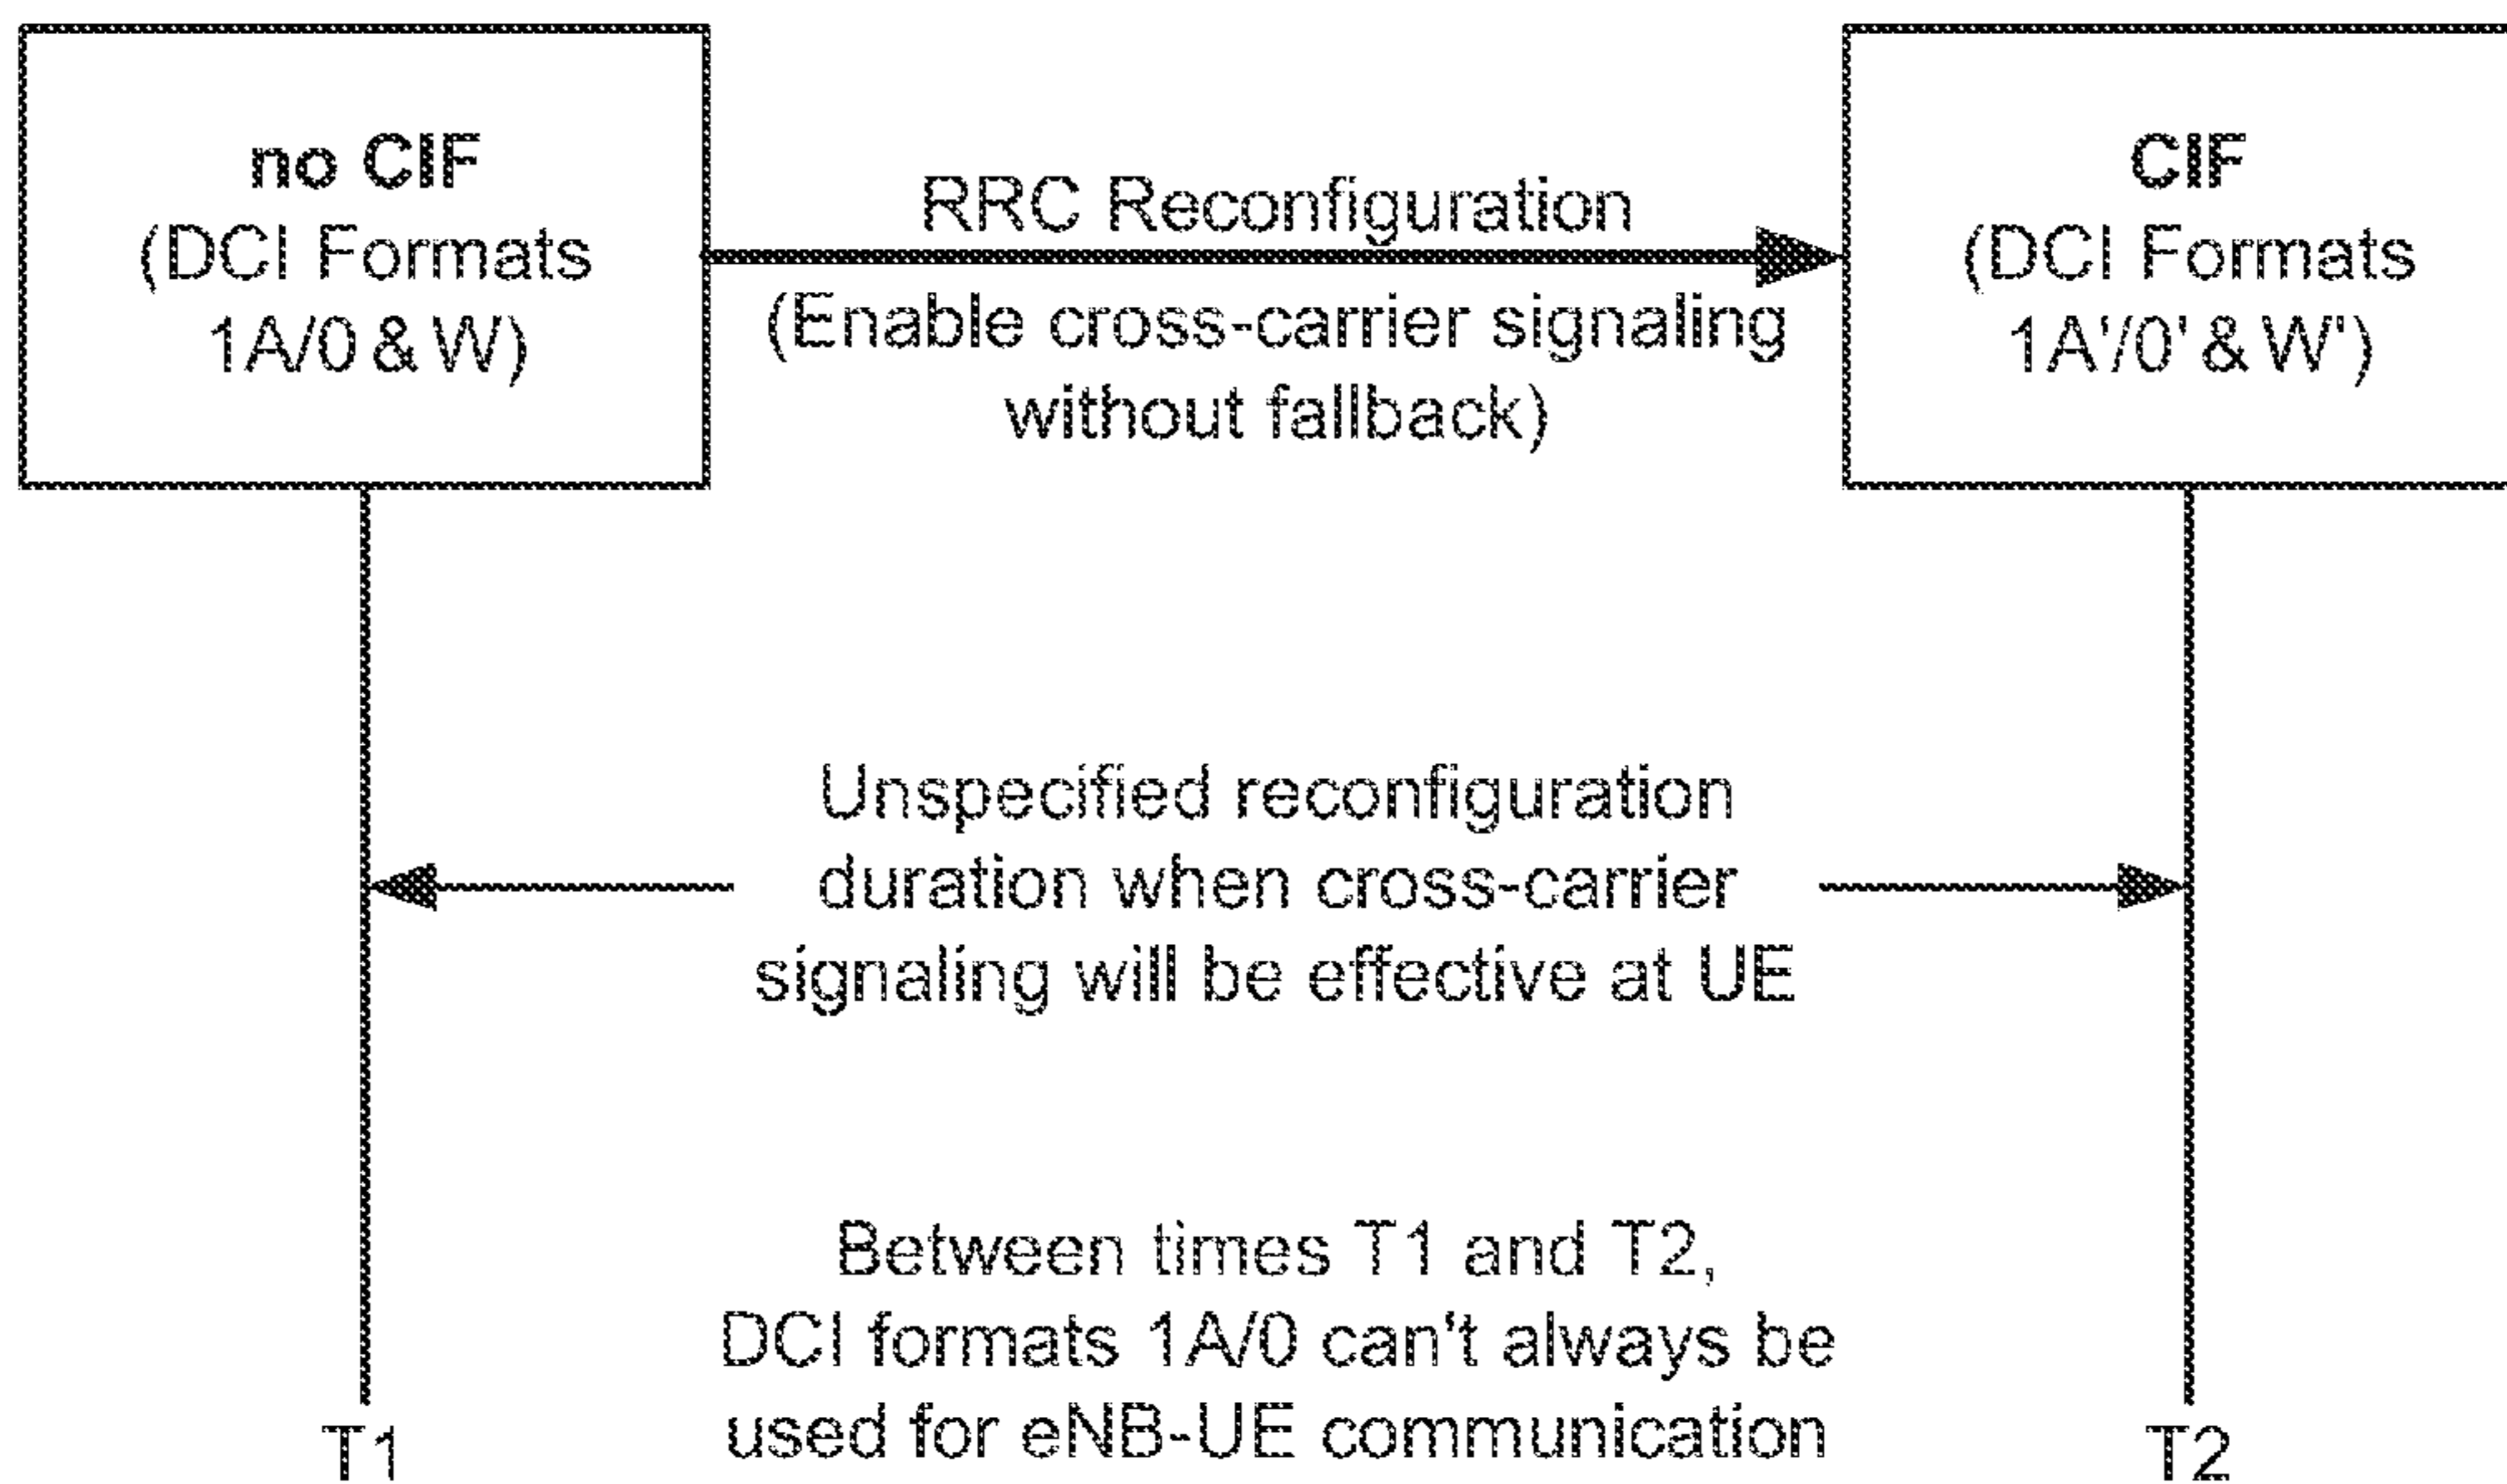 no CIF
(DCI Formats
1A/0 & W)
RRC Reconfiguration
(Enable cross-carrier signaling
without fallback)
CIF
(DCI Formats
1A'/0' & W')
Unspecified reconfiguration
duration when cross-carrier
signaling will be effective at UE
Between times T1 and T2,
DCI formats 1A/0 can't always be
used for eNB-UE communication
T1
T2